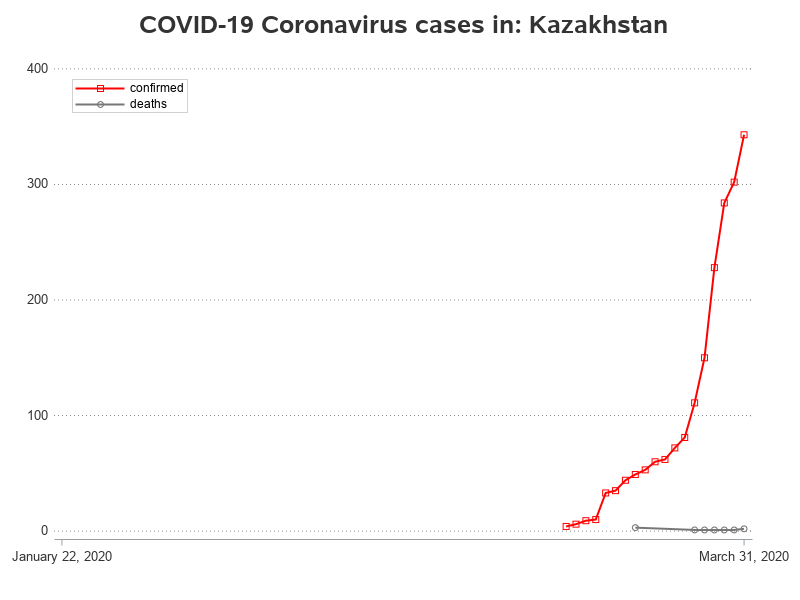 COVID-19 Coronavirus cases in: Kazakhstan
400
confirmed
deaths
300
200
100
0
January 22, 2020
March 31, 2020